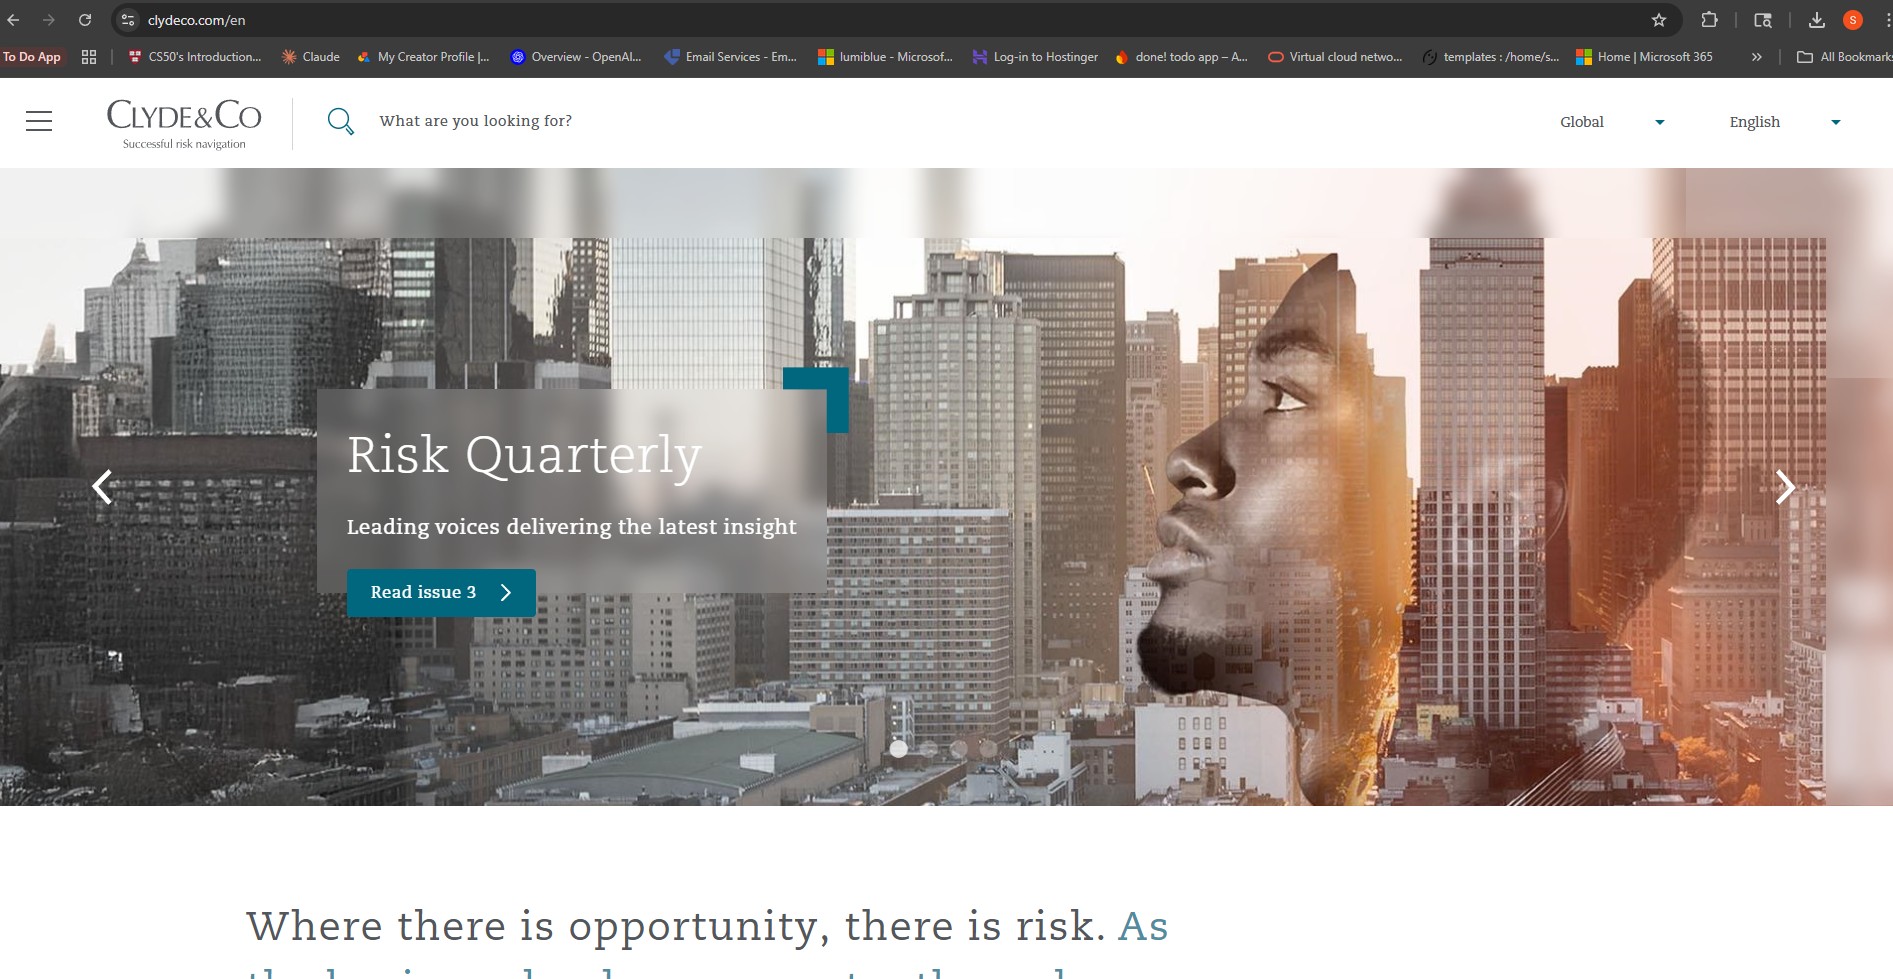 clydeco.com/en
S
To Do App
CS50's Introduction...
Claude
My Creator Profile |...
Overview - OpenAI...
Email Services - Em...
lumiblue - Microsof...
Log-in to Hostinger
done! todo app – A...
Virtual cloud netwo...
templates : /home/s...
Home | Microsoft 365
All Bookmarks
CLYDE&CO
Successful risk navigation
What are you looking for?
Global
English
Risk Quarterly
Leading voices delivering the latest insight
Read issue 3
Where there is opportunity, there is risk. As